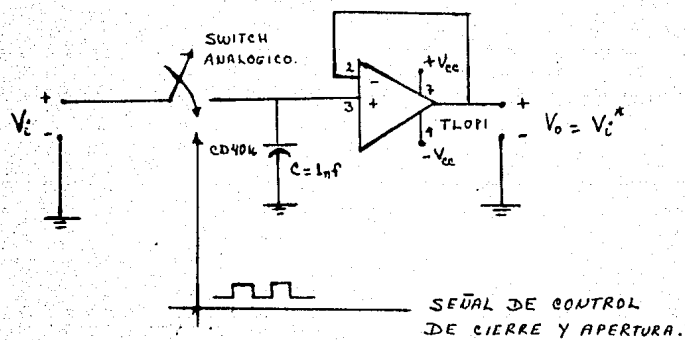 SWITCH
ANALOGICO.
+Vcc
2
-
7
3
+
4
TL081
-Vcc
+
Vi
-
+
-
Vo = Vi*
CD4016
C=1nf
SEÑAL DE CONTROL
DE CIERRE Y APERTURA.